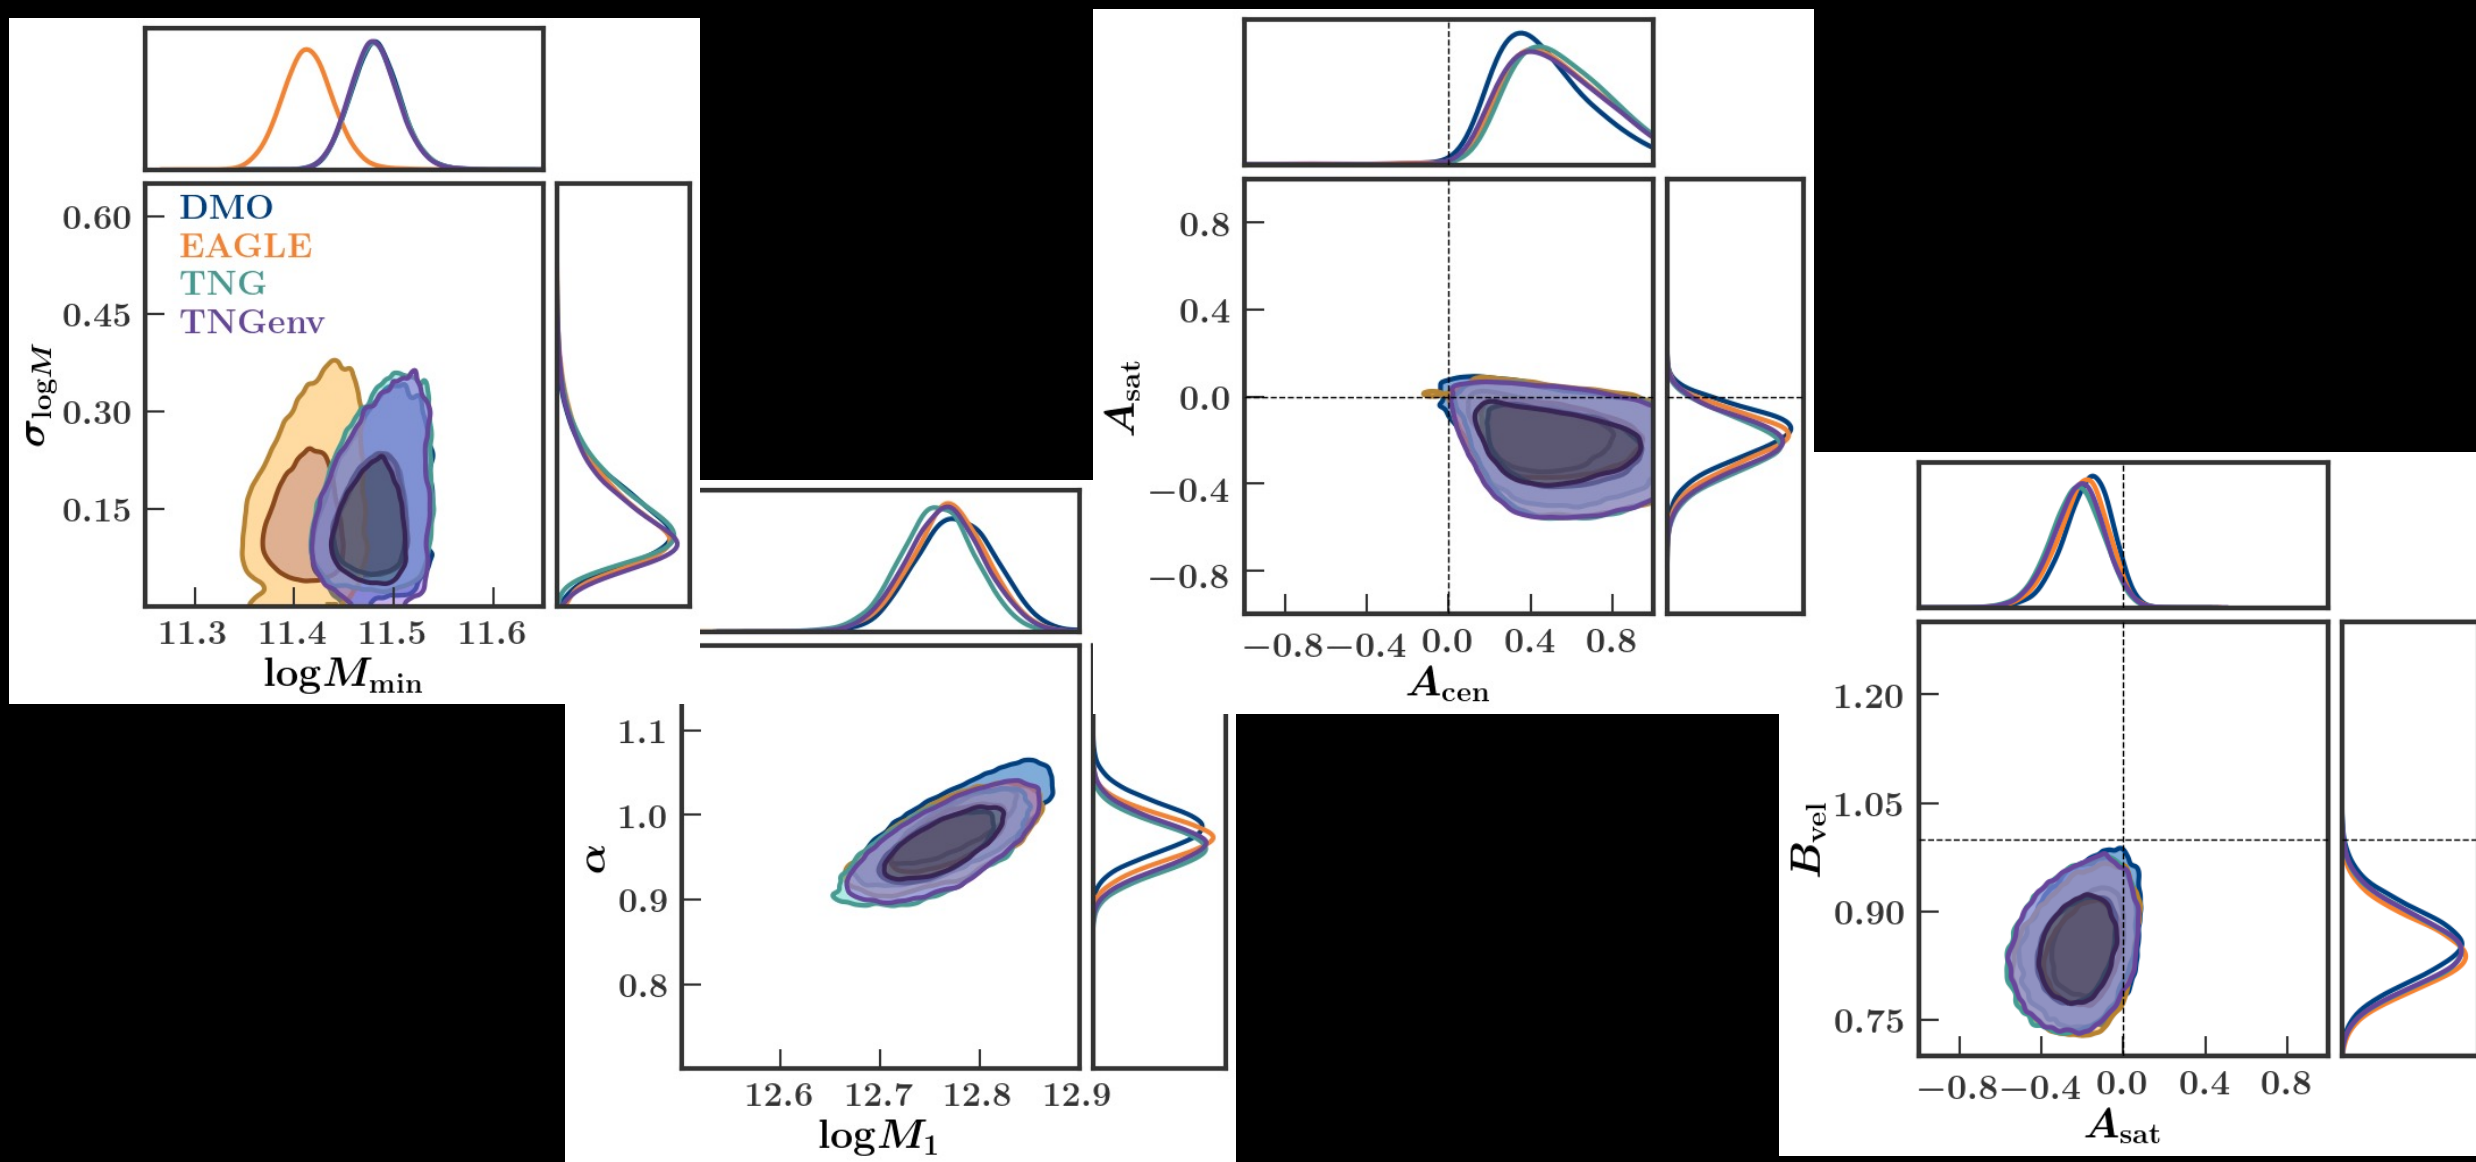 0.60
0.45
0.30
0.15
σlogM
DMO
EAGLE
TNG
TNGenv
11.3 11.4 11.5 11.6
logMmin
1.1
1.0
0.9
0.8
α
12.6 12.7 12.8 12.9
logM1
0.8
0.4
0.0
−0.4
−0.8
Asat
−0.8 −0.4 0.0 0.4 0.8
Acen
1.20
1.05
0.90
0.75
Bvel
−0.8 −0.4 0.0 0.4 0.8
Asat